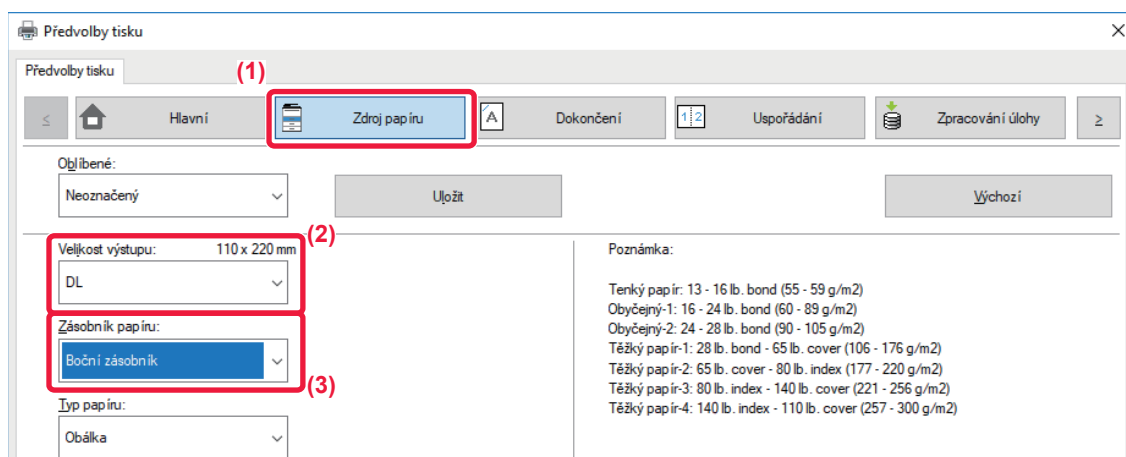 Předvolby tisku
Předvolby tisku
(1)
≤ Hlavní Zdroj papíru A Dokončení 1 2 Uspořádání Zpracování úlohy ≥
Oblíbené:
Neoznačený Uložit Výchozí
(2)
Velikost výstupu: 110 x 220 mm
DL
Zásobník papíru:
Boční zásobník
(3)
Typ papíru:
Obálka
Poznámka:
Tenký papír: 13 - 16 lb. bond (55 - 59 g/m2)
Obyčejný-1: 16 - 24 lb. bond (60 - 89 g/m2)
Obyčejný-2: 24 - 28 lb. bond (90 - 105 g/m2)
Těžký papír-1: 28 lb. bond - 65 lb. cover (106 - 176 g/m2)
Těžký papír-2: 65 lb. cover - 80 lb. index (177 - 220 g/m2)
Těžký papír-3: 80 lb. index - 140 lb. cover (221 - 256 g/m2)
Těžký papír-4: 140 lb. index - 110 lb. cover (257 - 300 g/m2)